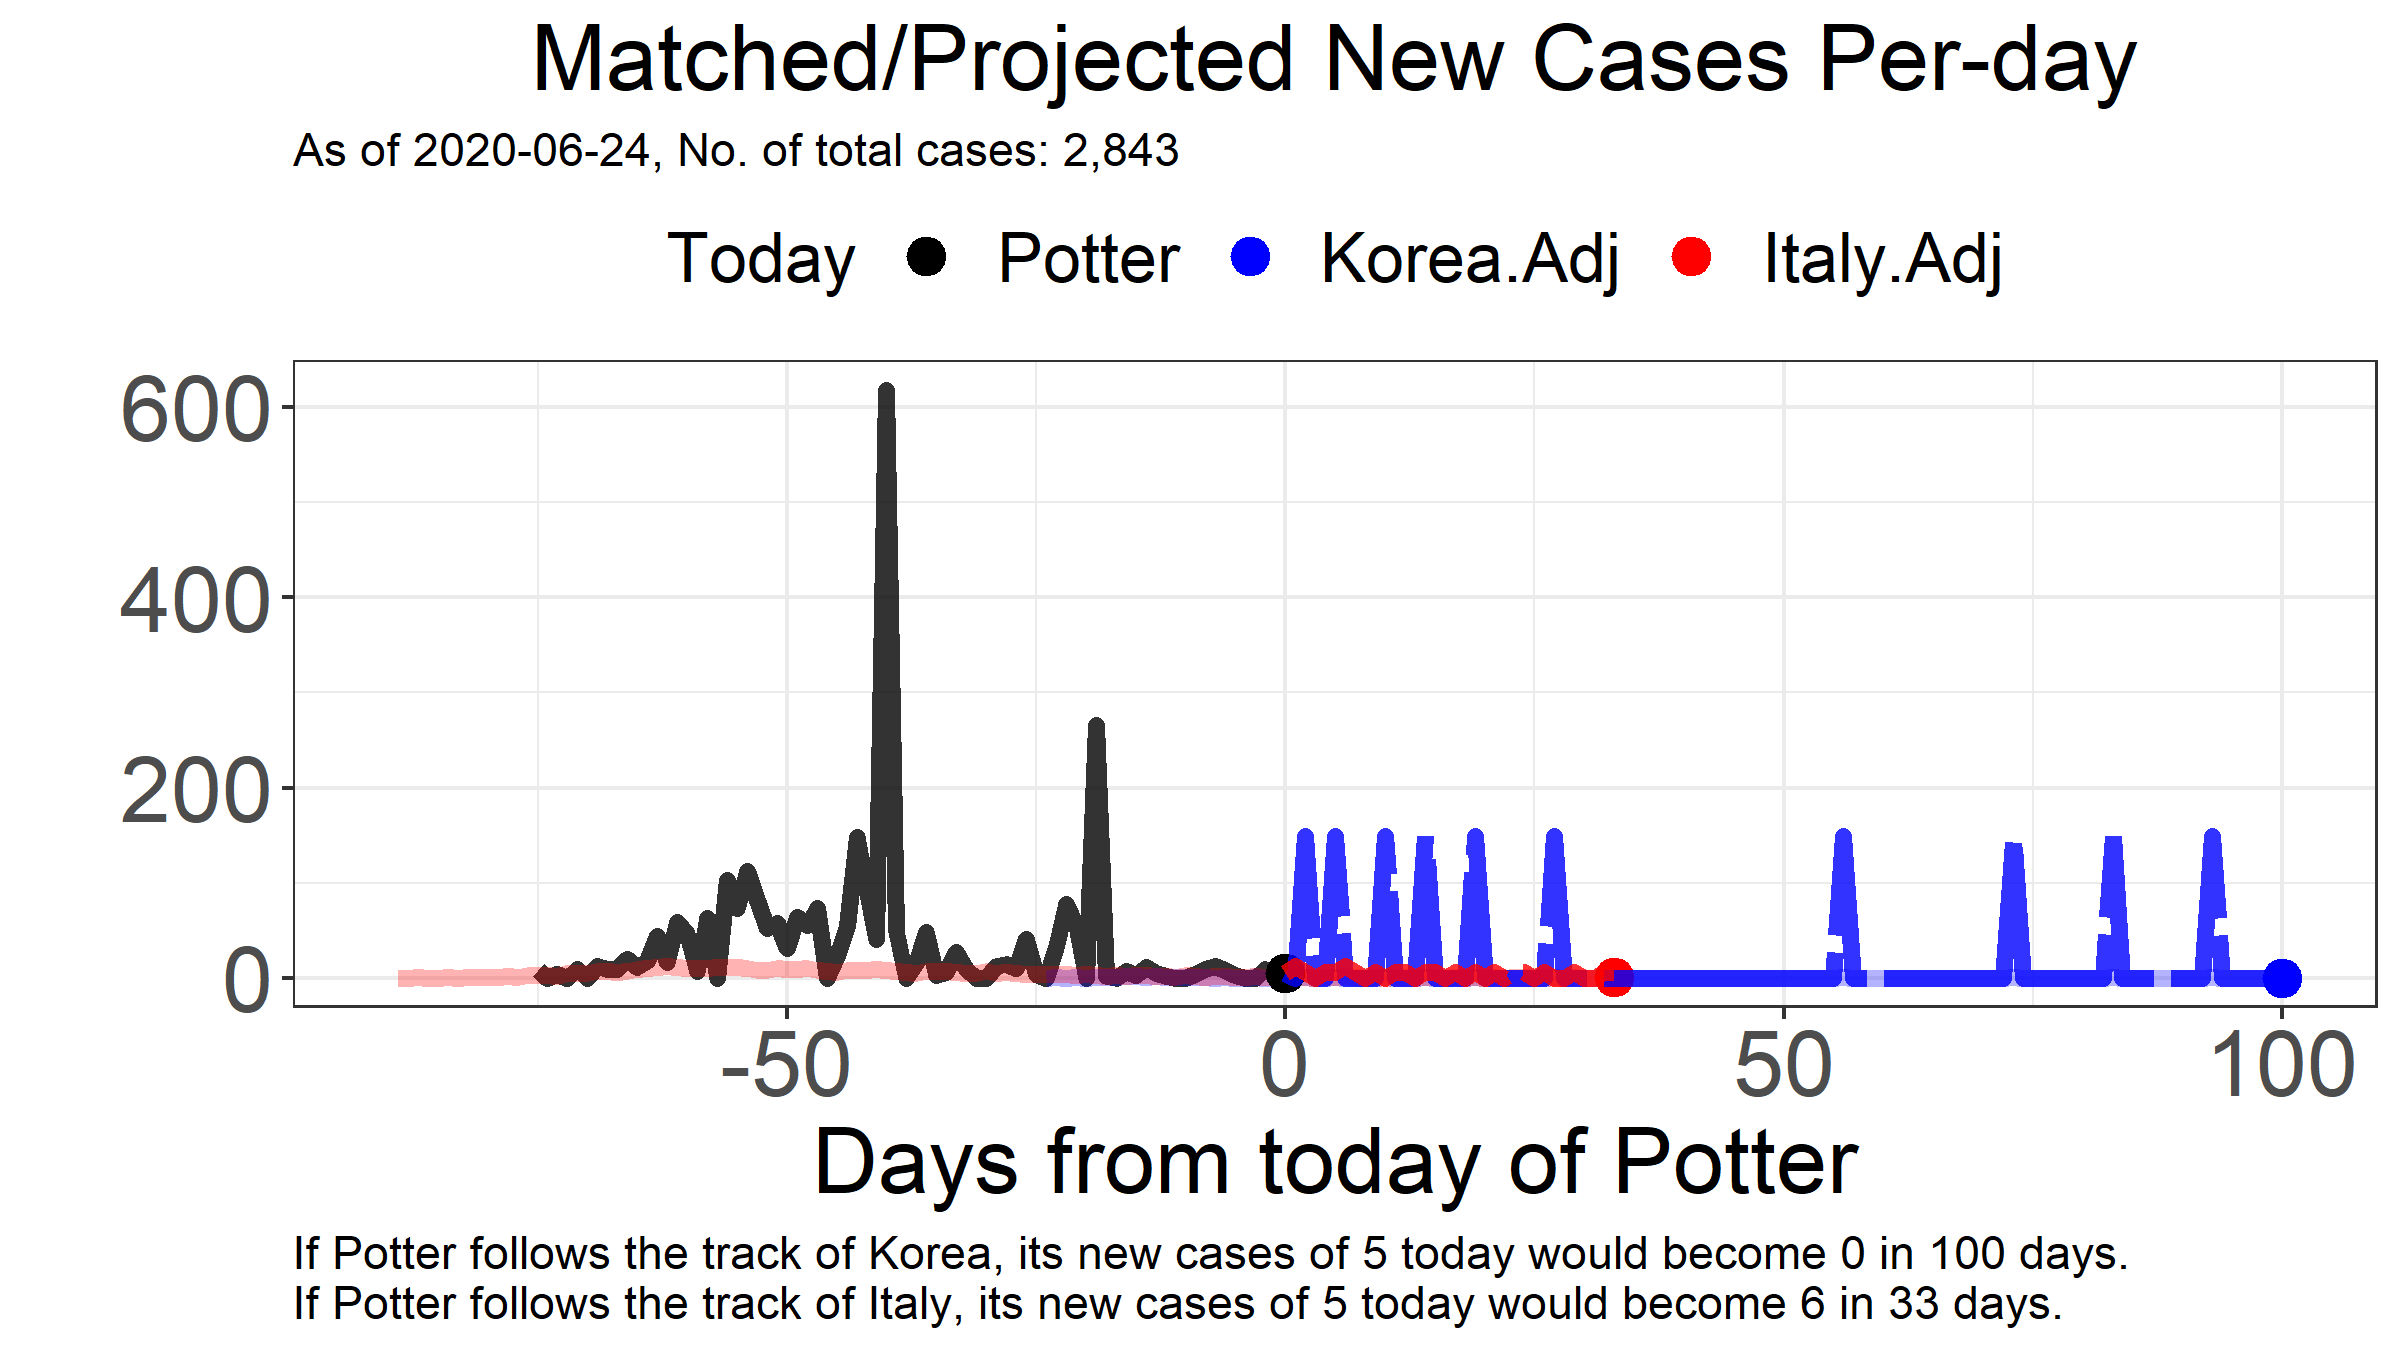 Matched/Projected New Cases Per-day
As of 2020-06-24, No. of total cases: 2,843
Today Potter Korea.Adj Italy.Adj
600
400
200
0
-50 0 50 100
Days from today of Potter
If Potter follows the track of Korea, its new cases of 5 today would become 0 in 100 days.
If Potter follows the track of Italy, its new cases of 5 today would become 6 in 33 days.